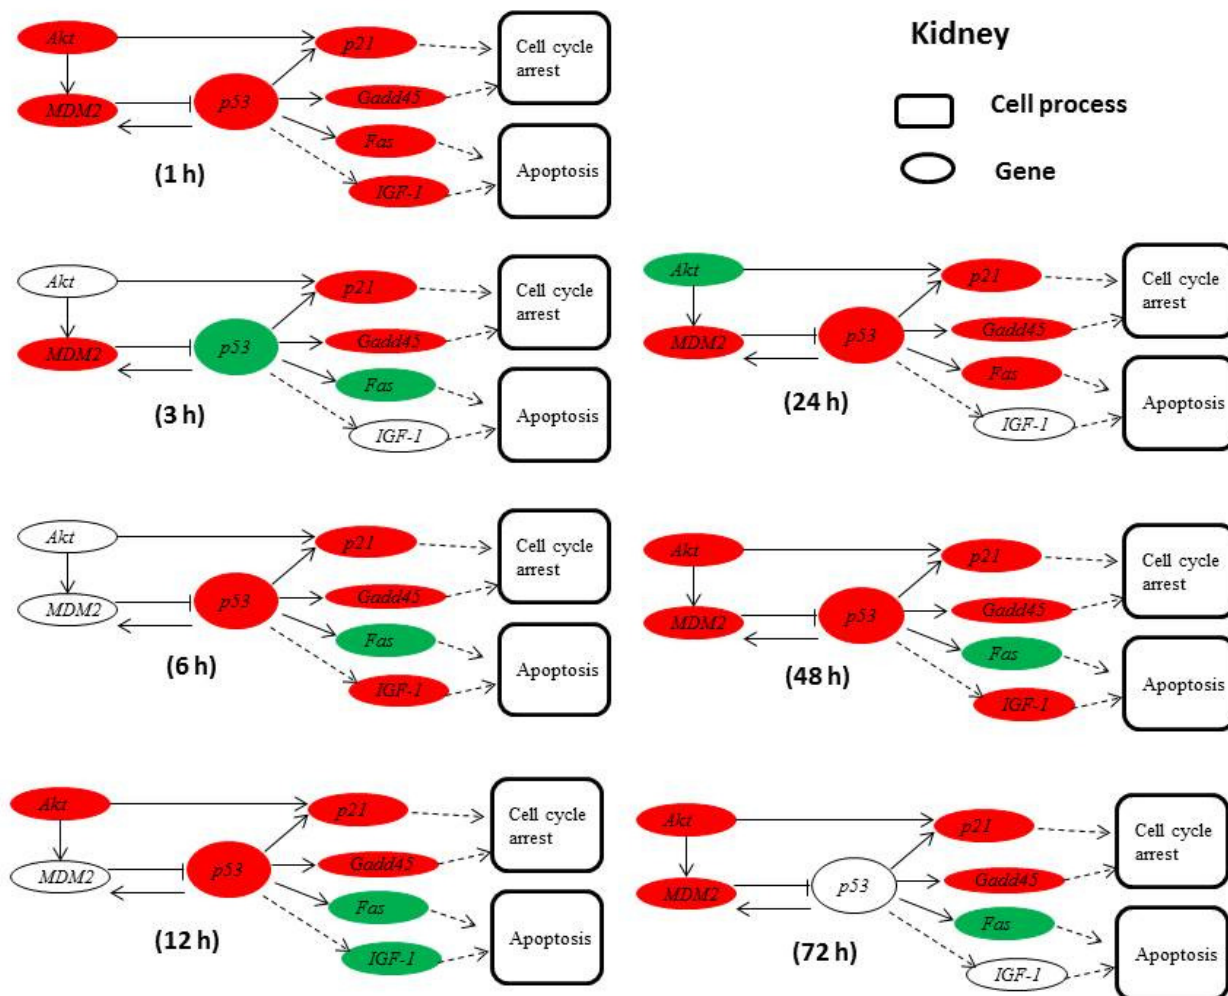 Kidney
Cell process
Gene
Akt
p21
Cell cycle
arrest
MDM2
p53
Gadd45
Fas
Apoptosis
IGF-1
(1 h)
Akt
p21
Cell cycle
arrest
MDM2
p53
Gadd45
Fas
Apoptosis
IGF-1
(3 h)
Akt
p21
Cell cycle
arrest
MDM2
p53
Gadd45
Fas
Apoptosis
IGF-1
(6 h)
Akt
p21
Cell cycle
arrest
MDM2
p53
Gadd45
Fas
Apoptosis
IGF-1
(12 h)
Akt
p21
Cell cycle
arrest
MDM2
p53
Gadd45
Fas
Apoptosis
IGF-1
(24 h)
Akt
p21
Cell cycle
arrest
MDM2
p53
Gadd45
Fas
Apoptosis
IGF-1
(48 h)
Akt
p21
Cell cycle
arrest
MDM2
p53
Gadd45
Fas
Apoptosis
IGF-1
(72 h)